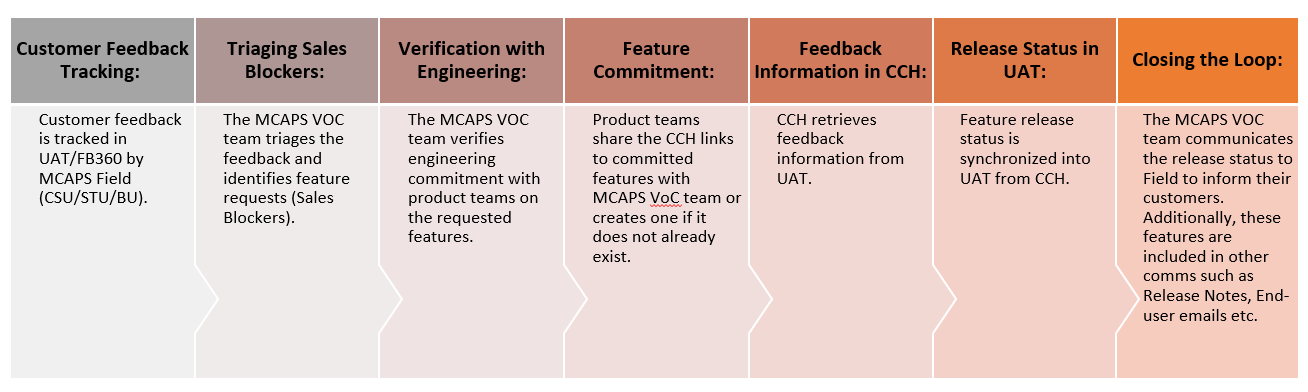 Customer Feedback
Tracking:
Triaging Sales
Blockers:
Verification with
Engineering:
Feature
Commitment:
Feedback
Information in CCH:
Release Status in
UAT:
Closing the Loop:
Customer feedback
is tracked in
UAT/FB360 by
MCAPS Field
(CSU/STU/BU).
The MCAPS VOC
team triages the
feedback and
identifies feature
requests (Sales
Blockers).
The MCAPS VOC
team verifies
engineering
commitment with
product teams on
the requested
features.
Product teams
share the CCH links
to committed
features with
MCAPS VoC team or
creates one if it
does not already
exist.
CCH retrieves
feedback
information from
UAT.
Feature release
status is
synchronized into
UAT from CCH.
The MCAPS VOC
team communicates
the release status to
Field to inform their
customers.
Additionally, these
features are
included in other
comms such as
Release Notes, End-
user emails etc.